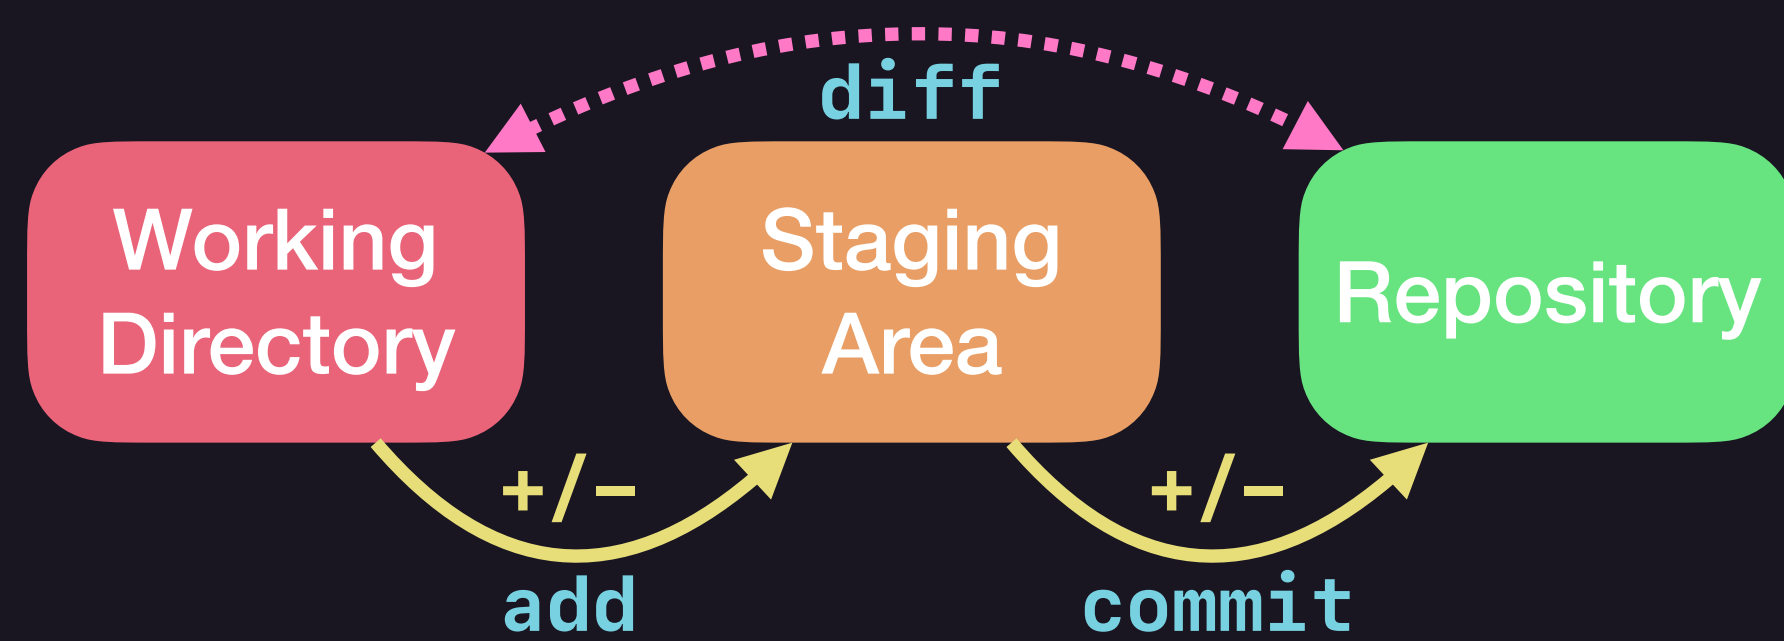 diff
Working
Directory
Staging
Area
Repository
+/−
+/−
add
commit